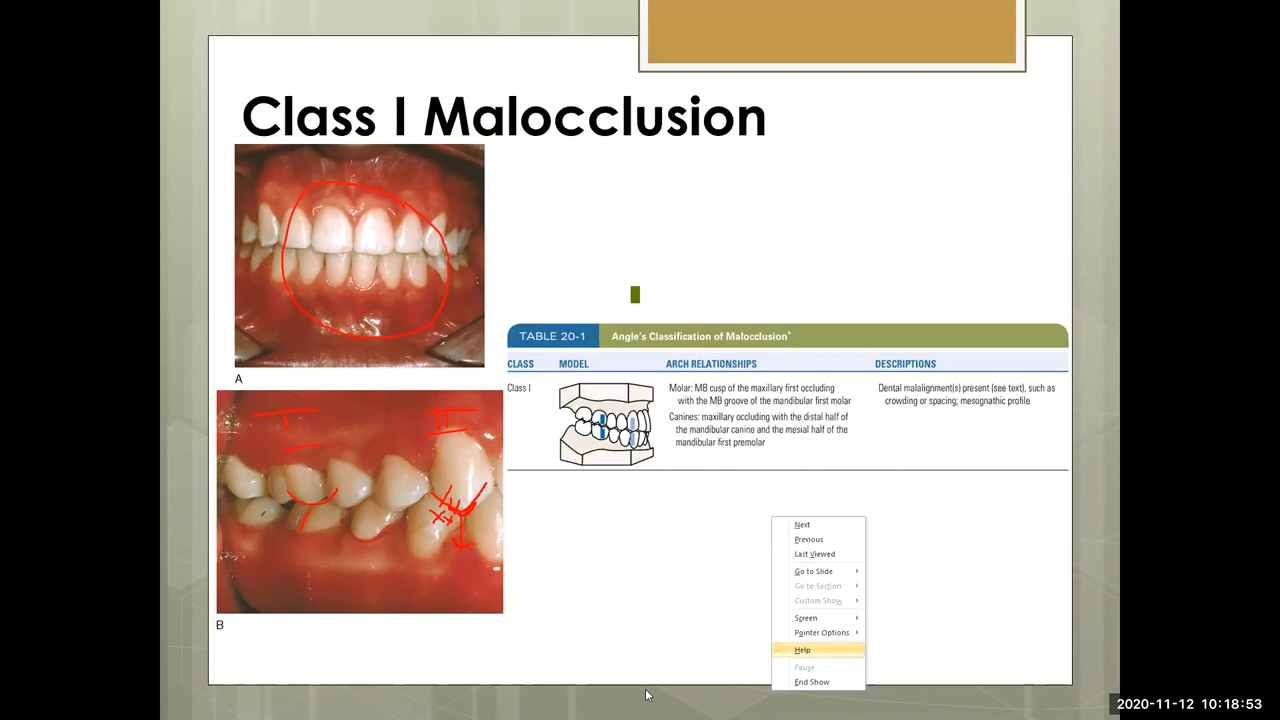 Class I Malocclusion
A
TABLE 20-1 Angle's Classification of Malocclusion*
CLASS MODEL ARCH RELATIONSHIPS DESCRIPTIONS
Class I
Molar: MB cusp of the maxillary first occluding
with the MB groove of the mandibular first molar
Canines: maxillary occluding with the distal half of
the mandibular canine and the mesial half of the
mandibular first premolar
Dental malalignment(s) present (see text), such as
crowding or spacing; mesognathic profile
I
II
B
Next
Previous
Last Viewed
Go to Slide
Go to Section
Custom Show
Screen
Pointer Options
Help
Pause
End Show
2020-11-12 10:18:53